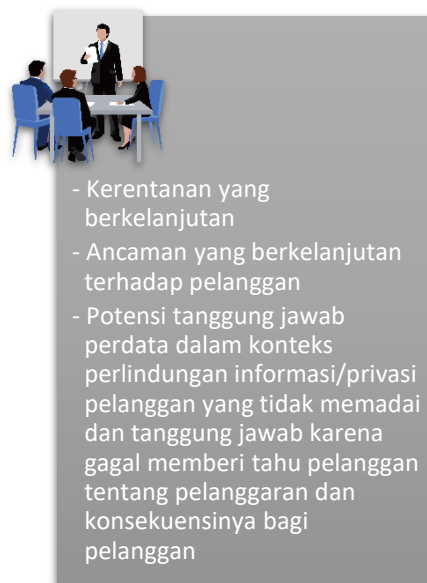 - Kerentanan yang
berkelanjutan
- Ancaman yang berkelanjutan
terhadap pelanggan
- Potensi tanggung jawab
perdata dalam konteks
perlindungan informasi/privasi
pelanggan yang tidak memadai
dan tanggung jawab karena
gagal memberi tahu pelanggan
tentang pelanggaran dan
konsekuensinya bagi
pelanggan